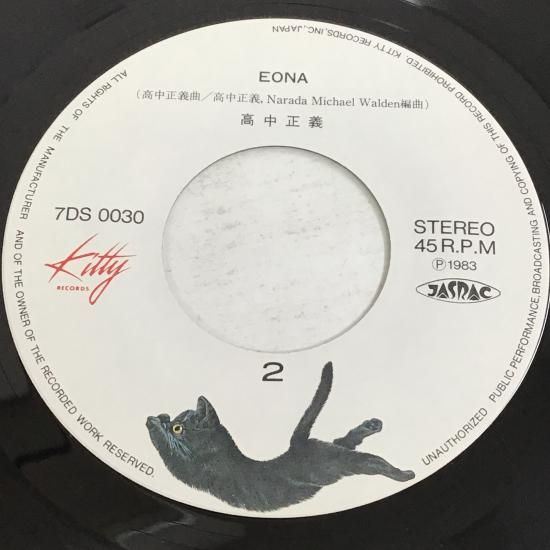 EONA
(高中正義曲／高中正義, Narada Michael Walden編曲)
高中正義
7DS 0030
Kitty
RECORDS
STEREO
45 R.P.M
Ⓟ1983
JASRAC
2
ALL RIGHTS OF THE MANUFACTURER AND OF THE OWNER OF THE RECORDED WORK RESERVED.
UNAUTHORIZED PUBLIC PERFORMANCE, BROADCASTING AND COPYING OF THIS RECORD PROHIBITED. KITTY RECORDS, INC., JAPAN